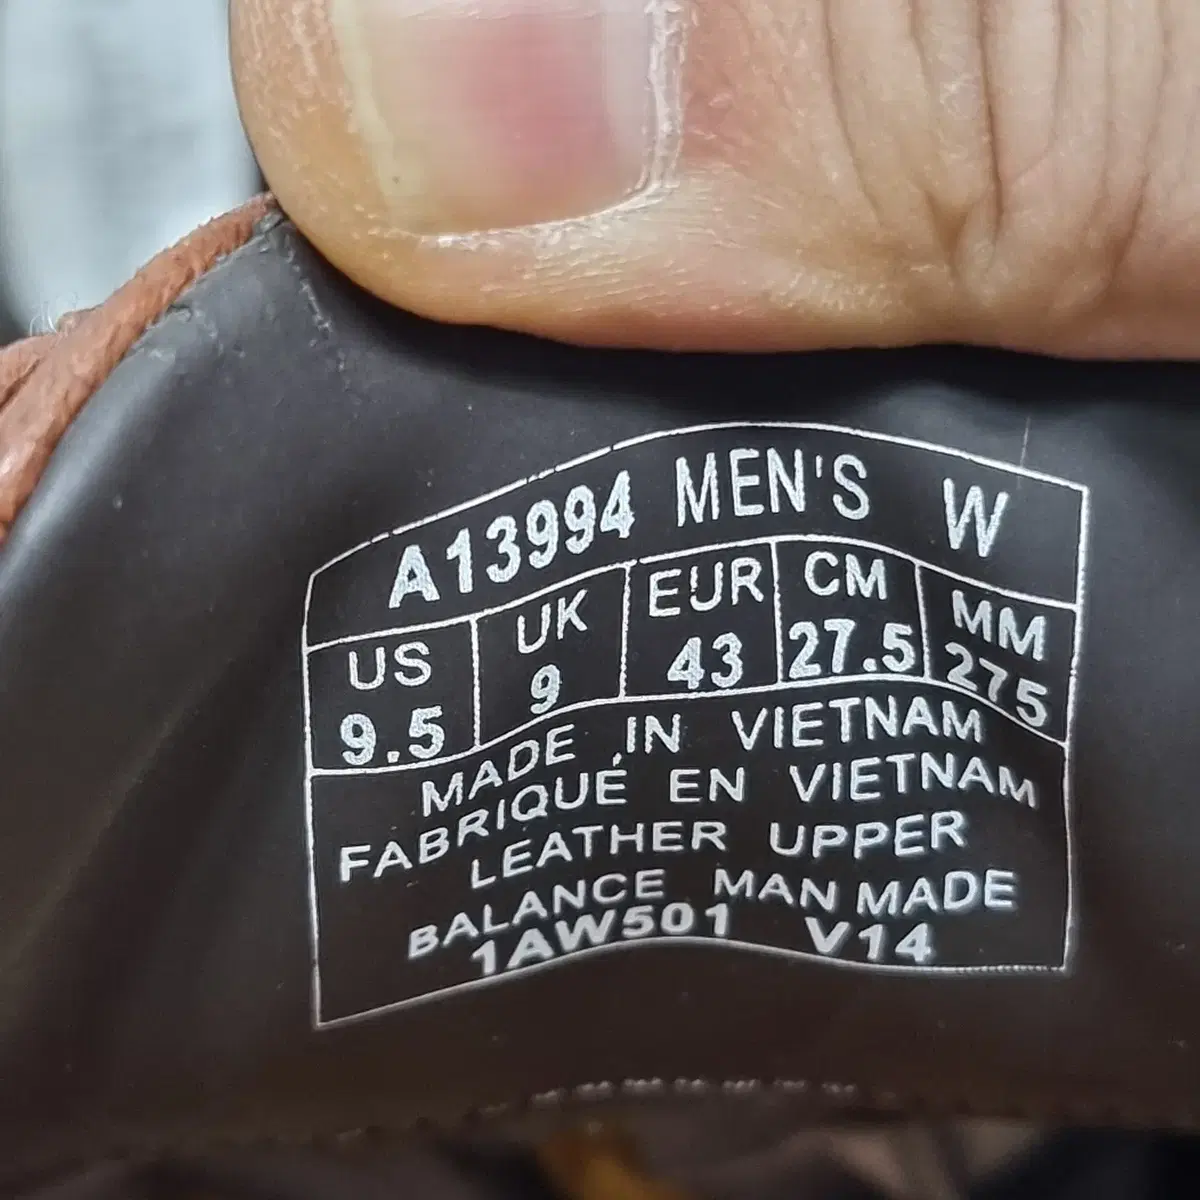 A13994 MEN'S W
US UK EUR CM MM
9.5 9 43 27.5 275
MADE IN VIETNAM
FABRIQUÉ EN VIETNAM
LEATHER UPPER
BALANCE MAN MADE
1AW501 V14